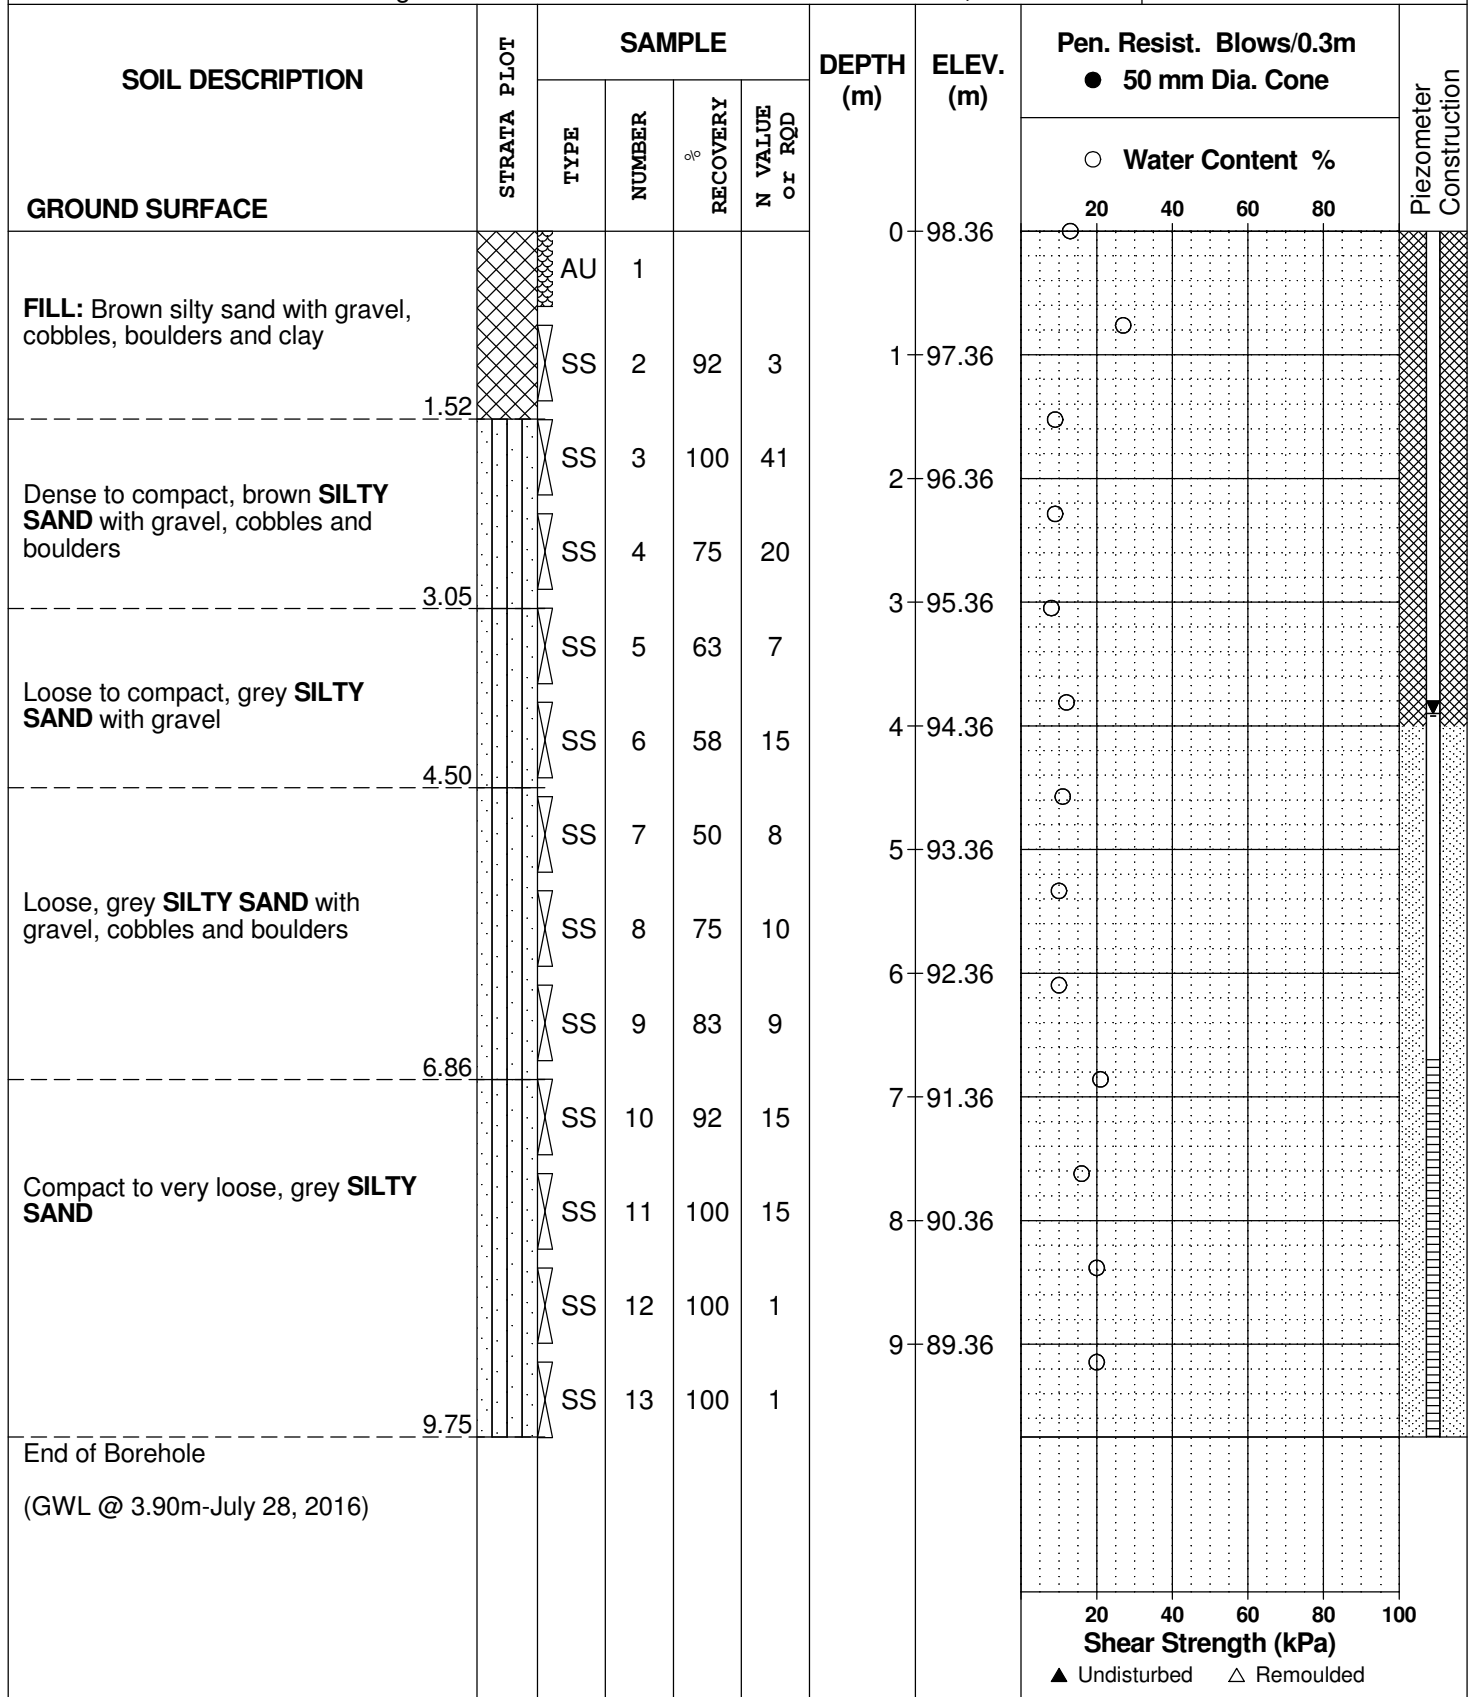 SOIL DESCRIPTION
GROUND SURFACE
STRATA PLOT
SAMPLE
TYPE
NUMBER
%
RECOVERY
N VALUE
or RQD
DEPTH
(m)
ELEV.
(m)
Pen. Resist. Blows/0.3m
● 50 mm Dia. Cone
○ Water Content %
20 40 60 80
Piezometer
Construction
0 98.36
AU 1
FILL: Brown silty sand with gravel,
cobbles, boulders and clay
SS 2 92 3
1 97.36
1.52
SS 3 100 41
2 96.36
Dense to compact, brown SILTY
SAND with gravel, cobbles and
boulders
SS 4 75 20
3.05
3 95.36
SS 5 63 7
Loose to compact, grey SILTY
SAND with gravel
4 94.36
SS 6 58 15
4.50
SS 7 50 8
5 93.36
Loose, grey SILTY SAND with
gravel, cobbles and boulders
SS 8 75 10
6 92.36
SS 9 83 9
6.86
7 91.36
SS 10 92 15
Compact to very loose, grey SILTY
SAND
SS 11 100 15
8 90.36
SS 12 100 1
9 89.36
SS 13 100 1
9.75
End of Borehole
(GWL @ 3.90m-July 28, 2016)
20 40 60 80 100
Shear Strength (kPa)
▲ Undisturbed △ Remoulded